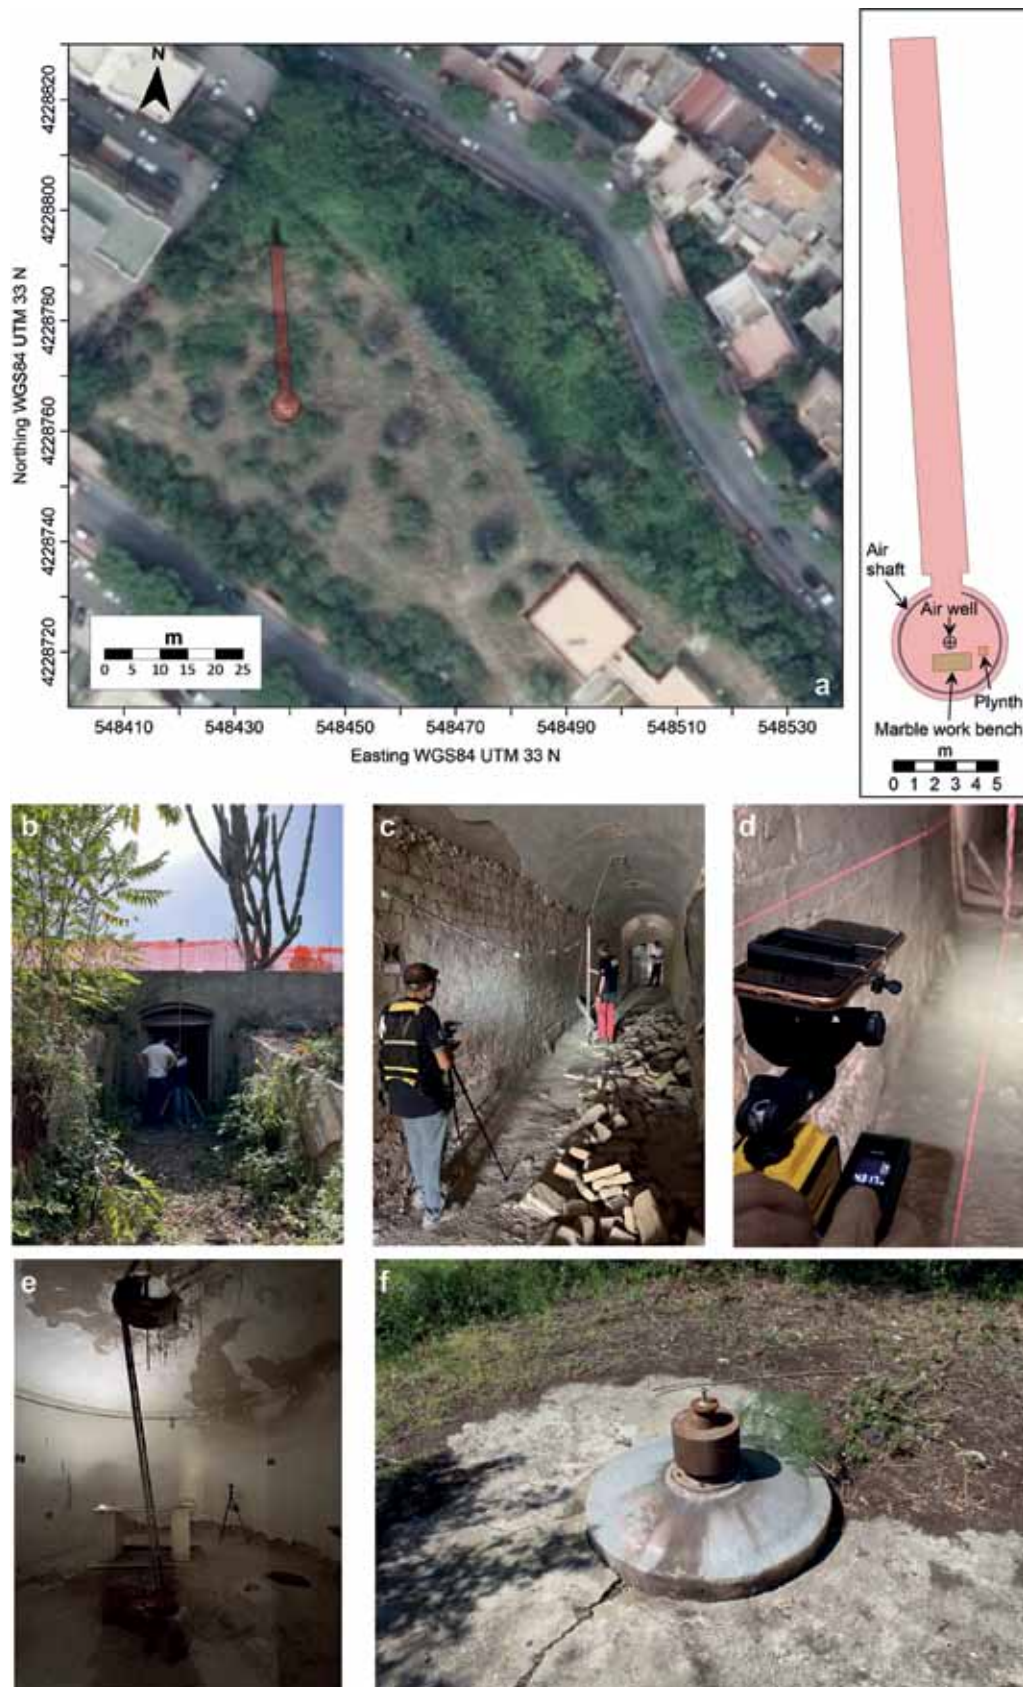 N
4228820
4228800
4228780
4228760
4228740
4228720
Northing WGS84 UTM 33 N
m
0 5 10 15 20 25
a
548410 548430 548450 548470 548490 548510 548530
Easting WGS84 UTM 33 N
Air
shaft
Air well
Plynth
Marble work bench
m
0 1 2 3 4 5
b
c
d
e
f